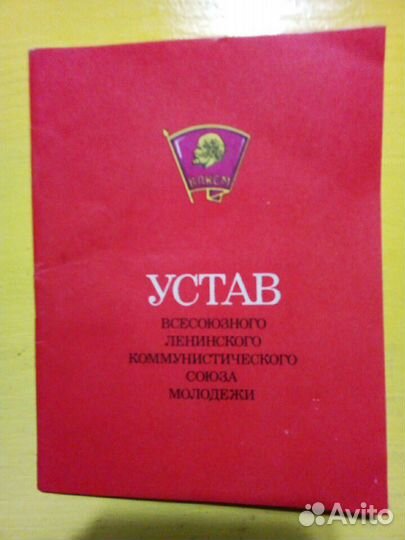 ВЛКСМ
УСТАВ
ВСЕСОЮЗНОГО
ЛЕНИНСКОГО
КОММУНИСТИЧЕСКОГО
СОЮЗА
МОЛОДЕЖИ
Avito